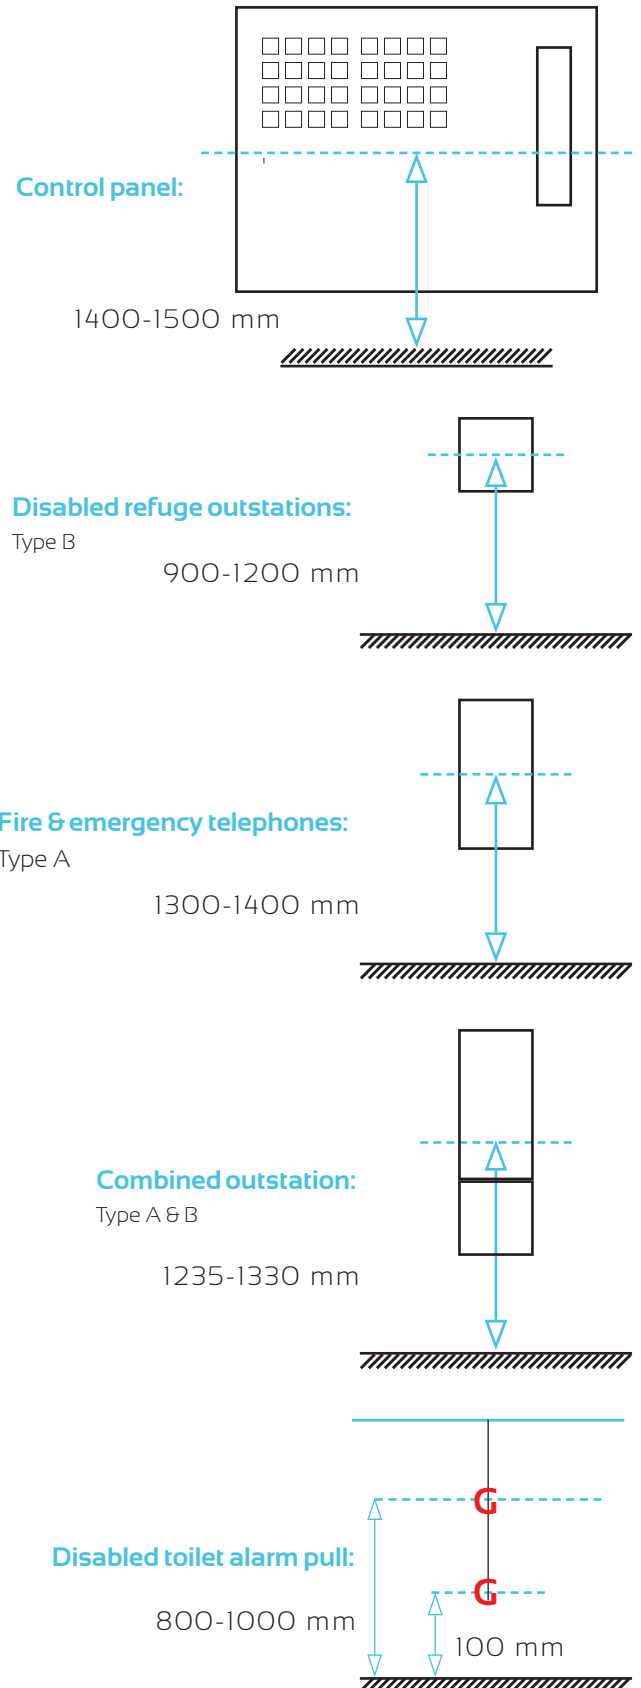 Control panel:
1400-1500 mm
Disabled refuge outstations:
Type B
900-1200 mm
Fire & emergency telephones:
Type A
1300-1400 mm
Combined outstation:
Type A & B
1235-1330 mm
G
G
Disabled toilet alarm pull:
800-1000 mm
100 mm